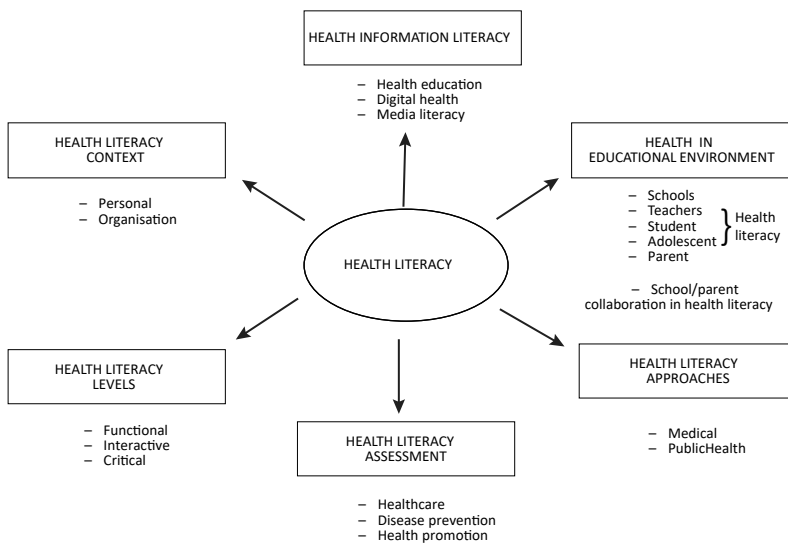 HEALTH INFORMATION LITERACY
– Health education
– Digital health
– Media literacy
HEALTH LITERACY
CONTEXT
– Personal
– Organisation
HEALTH IN
EDUCATIONAL ENVIRONMENT
– Schools
– Teachers
– Student
– Adolescent
– Parent
} Health
literacy
– School/parent
collaboration in health literacy
HEALTH LITERACY
HEALTH LITERACY
LEVELS
– Functional
– Interactive
– Critical
HEALTH LITERACY
ASSESSMENT
– Healthcare
– Disease prevention
– Health promotion
HEALTH LITERACY
APPROACHES
– Medical
– PublicHealth